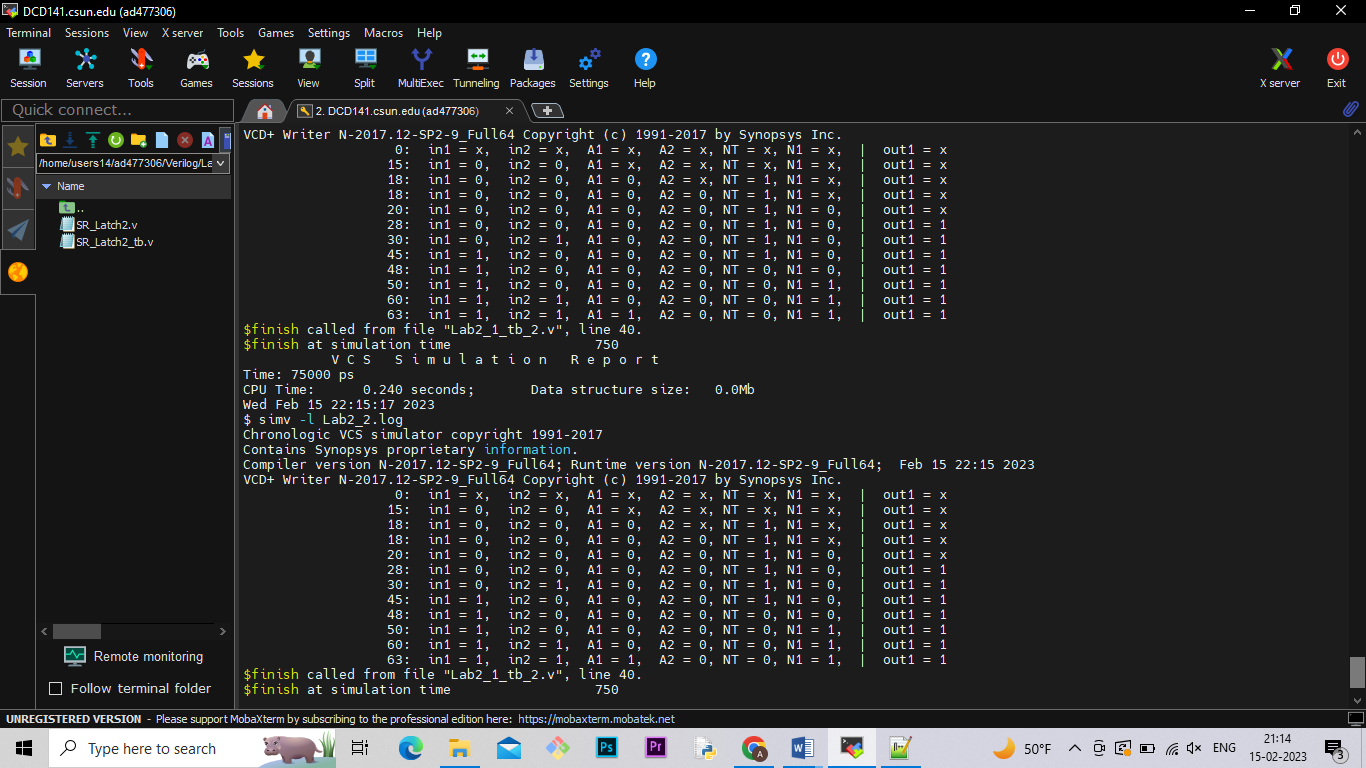 DCD141.csun.edu (ad477306)
Terminal Sessions View X server Tools Games Settings Macros Help
Session Servers Tools Games Sessions View Split MultiExec Tunneling Packages Settings Help X server Exit
Quick connect...
2. DCD141.csun.edu (ad477306)
/home/users14/ad477306/Verilog/La
Name
..
SR_Latch2.v
SR_Latch2_tb.v
Remote monitoring
Follow terminal folder
VCD+ Writer N-2017.12-SP2-9_Full64 Copyright (c) 1991-2017 by Synopsys Inc.
0: in1 = x, in2 = x, A1 = x, A2 = x, NT = x, N1 = x, | out1 = x
15: in1 = 0, in2 = 0, A1 = x, A2 = x, NT = x, N1 = x, | out1 = x
18: in1 = 0, in2 = 0, A1 = 0, A2 = x, NT = 1, N1 = x, | out1 = x
18: in1 = 0, in2 = 0, A1 = 0, A2 = 0, NT = 1, N1 = x, | out1 = x
20: in1 = 0, in2 = 0, A1 = 0, A2 = 0, NT = 1, N1 = 0, | out1 = x
28: in1 = 0, in2 = 0, A1 = 0, A2 = 0, NT = 1, N1 = 0, | out1 = 1
30: in1 = 0, in2 = 1, A1 = 0, A2 = 0, NT = 1, N1 = 0, | out1 = 1
45: in1 = 1, in2 = 0, A1 = 0, A2 = 0, NT = 1, N1 = 0, | out1 = 1
48: in1 = 1, in2 = 0, A1 = 0, A2 = 0, NT = 0, N1 = 0, | out1 = 1
50: in1 = 1, in2 = 0, A1 = 0, A2 = 0, NT = 0, N1 = 1, | out1 = 1
60: in1 = 1, in2 = 1, A1 = 0, A2 = 0, NT = 0, N1 = 1, | out1 = 1
63: in1 = 1, in2 = 1, A1 = 1, A2 = 0, NT = 0, N1 = 1, | out1 = 1
$finish called from file "Lab2_1_tb_2.v", line 40.
$finish at simulation time 750
V C S S i m u l a t i o n R e p o r t
Time: 75000 ps
CPU Time: 0.240 seconds; Data structure size: 0.0Mb
Wed Feb 15 22:15:17 2023
$ simv -l Lab2_2.log
Chronologic VCS simulator copyright 1991-2017
Contains Synopsys proprietary information.
Compiler version N-2017.12-SP2-9_Full64; Runtime version N-2017.12-SP2-9_Full64; Feb 15 22:15 2023
VCD+ Writer N-2017.12-SP2-9_Full64 Copyright (c) 1991-2017 by Synopsys Inc.
0: in1 = x, in2 = x, A1 = x, A2 = x, NT = x, N1 = x, | out1 = x
15: in1 = 0, in2 = 0, A1 = x, A2 = x, NT = x, N1 = x, | out1 = x
18: in1 = 0, in2 = 0, A1 = 0, A2 = x, NT = 1, N1 = x, | out1 = x
18: in1 = 0, in2 = 0, A1 = 0, A2 = x, NT = 1, N1 = x, | out1 = x
20: in1 = 0, in2 = 0, A1 = 0, A2 = 0, NT = 1, N1 = 0, | out1 = x
28: in1 = 0, in2 = 0, A1 = 0, A2 = 0, NT = 1, N1 = 0, | out1 = 1
30: in1 = 0, in2 = 1, A1 = 0, A2 = 0, NT = 1, N1 = 0, | out1 = 1
45: in1 = 1, in2 = 0, A1 = 0, A2 = 0, NT = 1, N1 = 0, | out1 = 1
48: in1 = 1, in2 = 0, A1 = 0, A2 = 0, NT = 0, N1 = 0, | out1 = 1
50: in1 = 1, in2 = 0, A1 = 0, A2 = 0, NT = 0, N1 = 1, | out1 = 1
60: in1 = 1, in2 = 1, A1 = 0, A2 = 0, NT = 0, N1 = 1, | out1 = 1
63: in1 = 1, in2 = 1, A1 = 1, A2 = 0, NT = 0, N1 = 1, | out1 = 1
$finish called from file "Lab2_1_tb_2.v", line 40.
$finish at simulation time 750
UNREGISTERED VERSION - Please support MobaXterm by subscribing to the professional edition here: https://mobaxterm.mobatek.net
Type here to search
Ps
Pr
A
W
50°F
ENG
21:14
15-02-2023
3